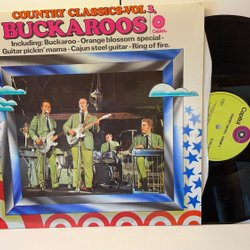 COUNTRY CLASSICS-VOL 3.
BUCKAROOS
Capitol.
Including: Buckaroo - Orange blossom special -
Guitar pickin' mama - Cajun steel guitar - Ring of fire.
Capitol